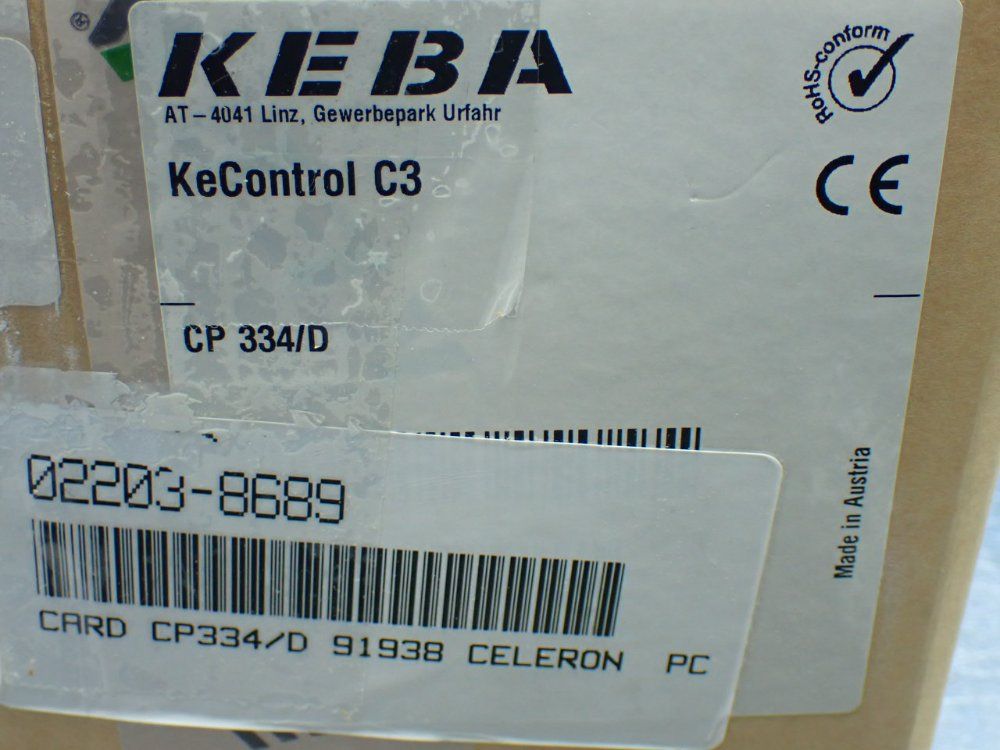 KEBA
AT-4041 Linz, Gewerbepark Urfahr
RoHS-conform
KeControl C3
CE
CP 334/D
Made in Austria
02203-8689
CARD CP334/D 91938 CELERON PC